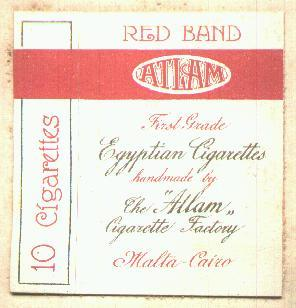 RED BAND
ATLAM
10 Cigarettes
First Grade
Egyptian Cigarettes
handmade by
The "Atlam„
Cigarette Factory
Malta-Cairo